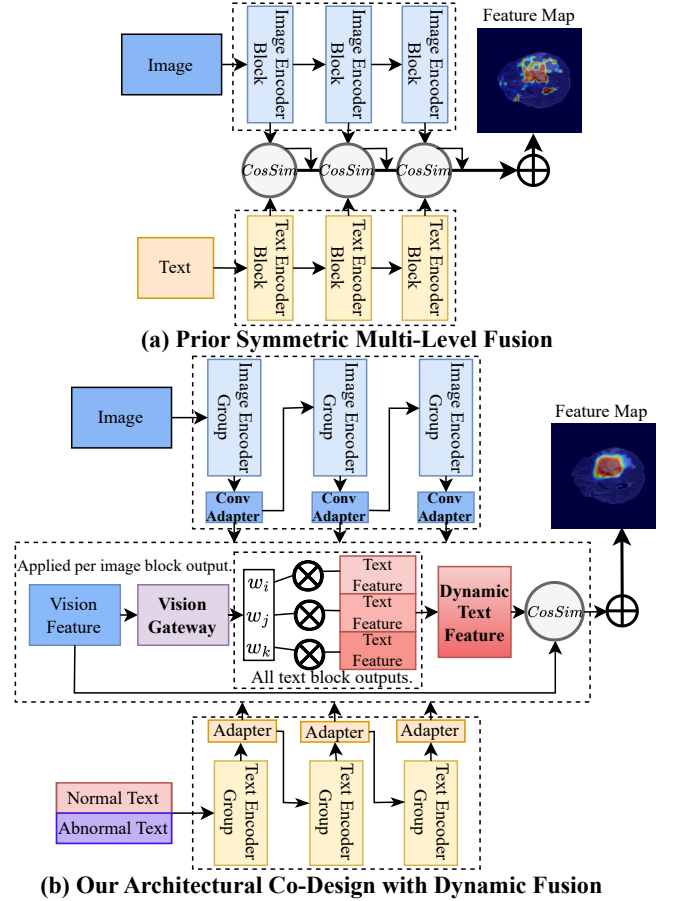 Feature Map
Image
Image Encoder
Block
Image Encoder
Block
Image Encoder
Block
CosSim
CosSim
CosSim
Text
Text Encoder
Block
Text Encoder
Block
Text Encoder
Block
(a) Prior Symmetric Multi-Level Fusion
Image
Image Encoder
Group
Image Encoder
Group
Image Encoder
Group
Feature Map
Conv
Adapter
Conv
Adapter
Conv
Adapter
Applied per image block output.
Vision
Feature
Vision
Gateway
w_i
w_j
w_k
Text
Feature
Text
Feature
Text
Feature
All text block outputs.
Dynamic
Text
Feature
CosSim
Adapter
Adapter
Adapter
Normal Text
Abnormal Text
Text Encoder
Group
Text Encoder
Group
Text Encoder
Group
(b) Our Architectural Co-Design with Dynamic Fusion